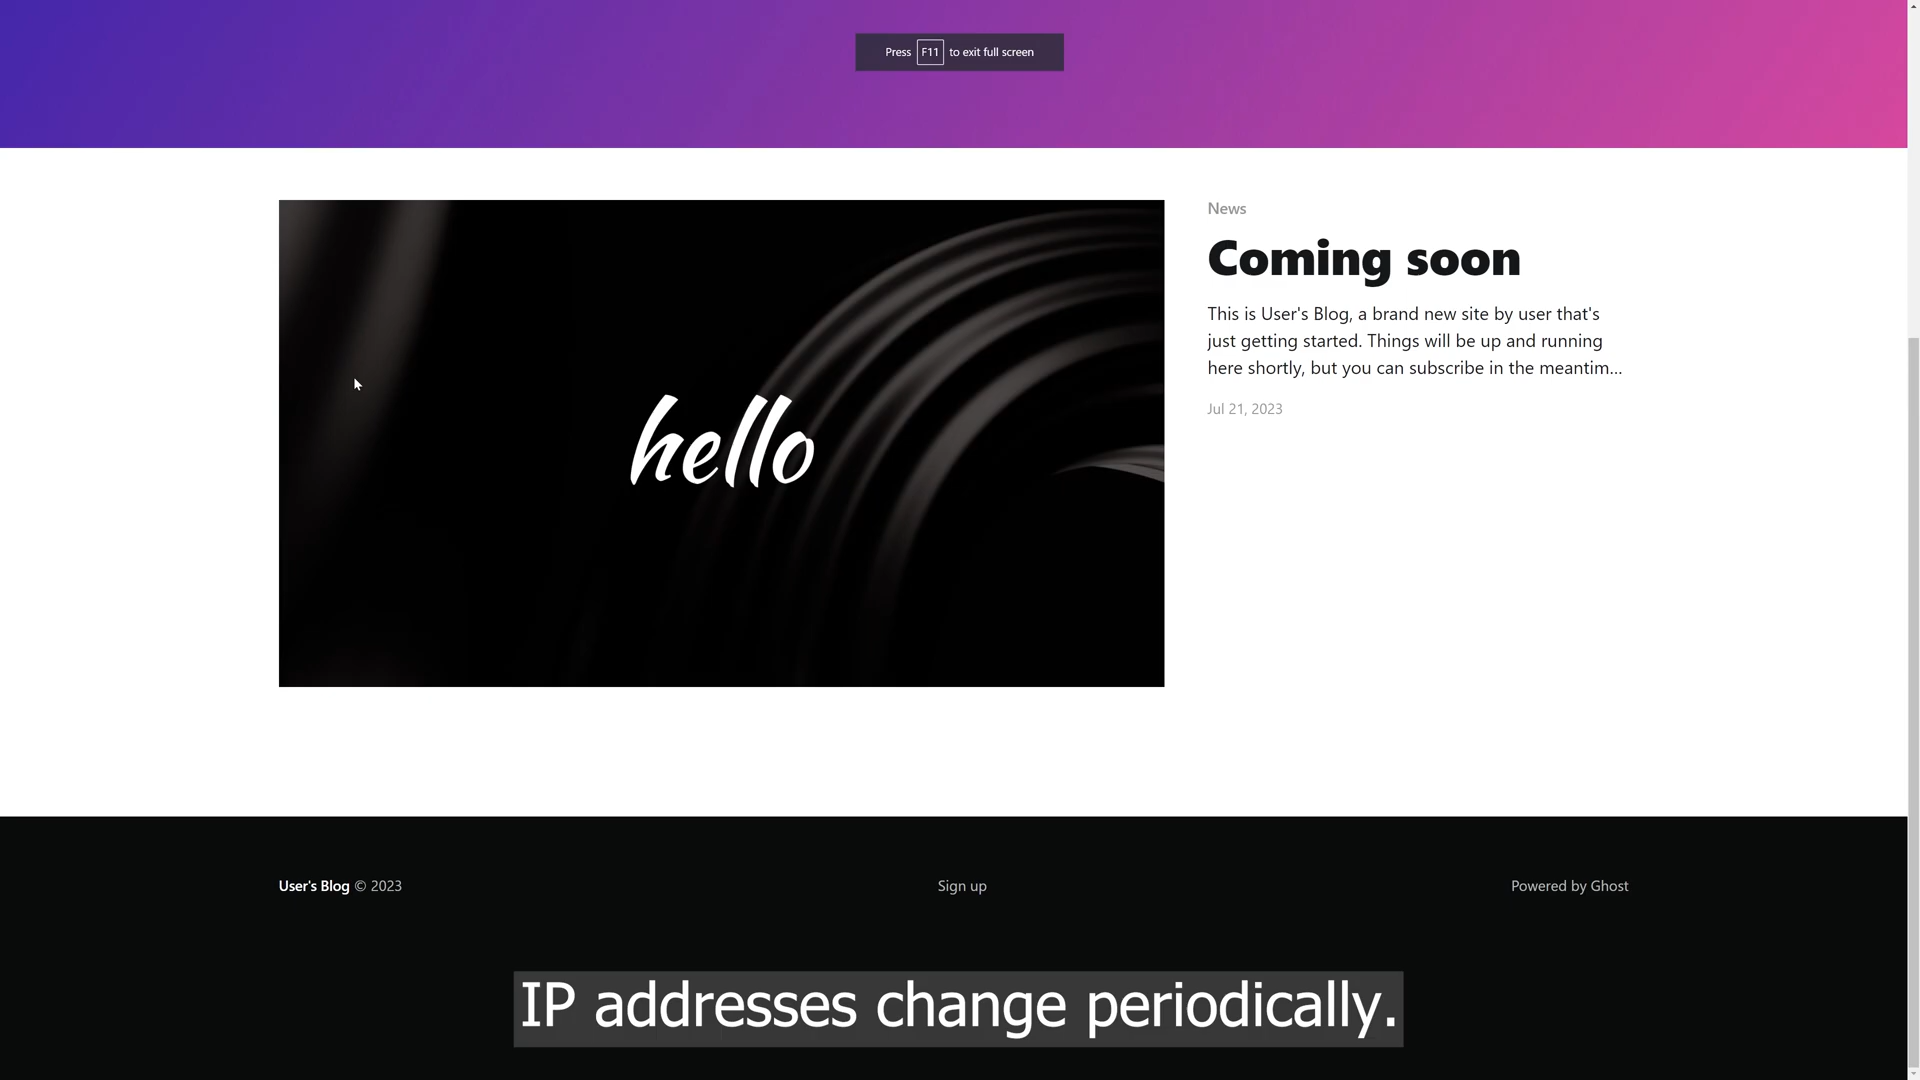 Press F11 to exit full screen
hello
News
Coming soon
This is User's Blog, a brand new site by user that's
just getting started. Things will be up and running
here shortly, but you can subscribe in the meantim...
Jul 21, 2023
User's Blog © 2023
Sign up
Powered by Ghost
IP addresses change periodically.